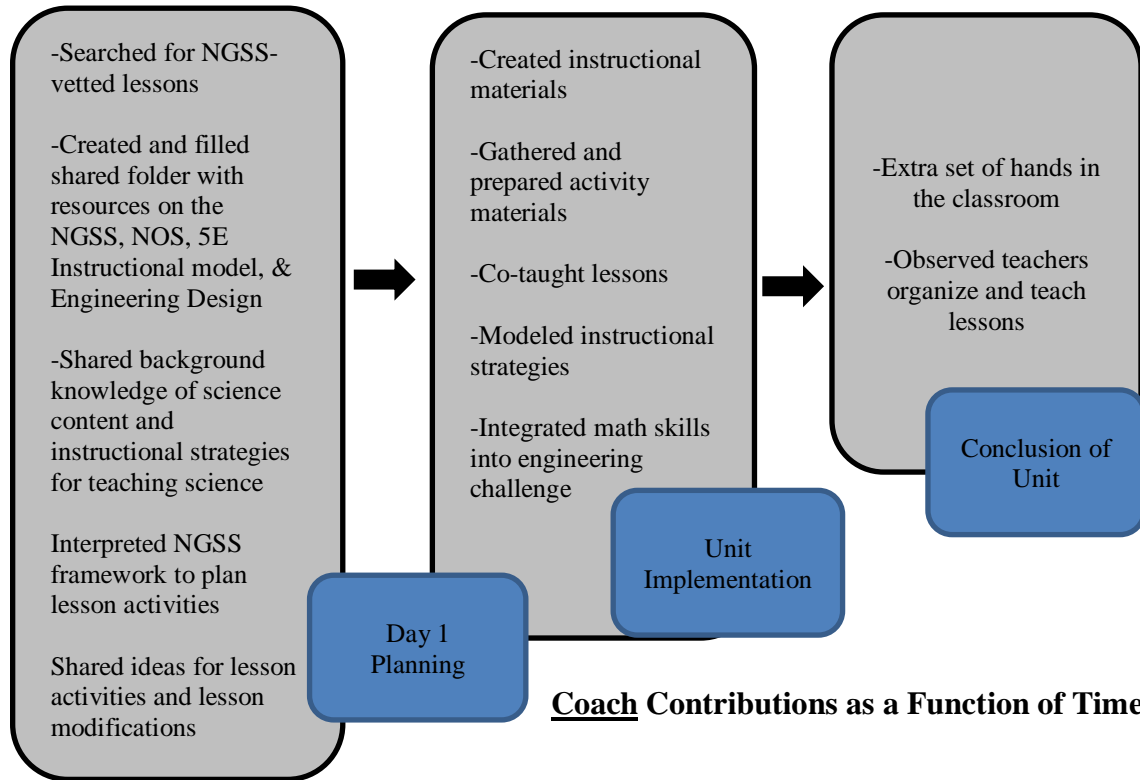 -Searched for NGSS-
vetted lessons
-Created and filled
shared folder with
resources on the
NGSS, NOS, 5E
Instructional model, &
Engineering Design
-Shared background
knowledge of science
content and
instructional strategies
for teaching science
Interpreted NGSS
framework to plan
lesson activities
Shared ideas for lesson
activities and lesson
modifications
Day 1
Planning
-Created instructional
materials
-Gathered and
prepared activity
materials
-Co-taught lessons
-Modeled instructional
strategies
-Integrated math skills
into engineering
challenge
Unit
Implementation
-Extra set of hands in
the classroom
-Observed teachers
organize and teach
lessons
Conclusion of
Unit
Coach Contributions as a Function of Time